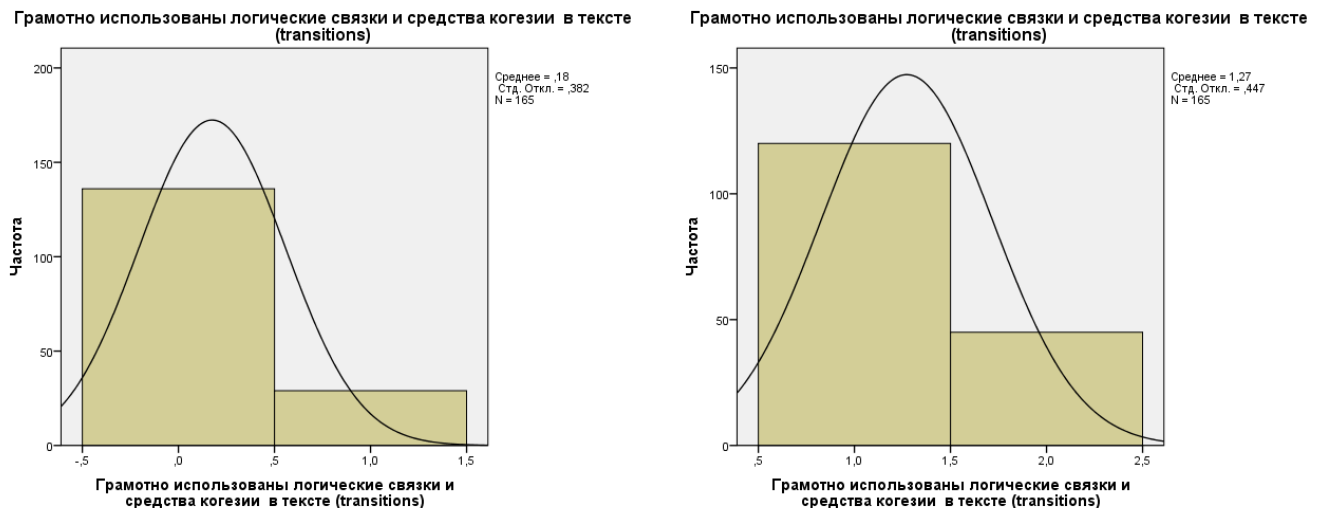 Грамотно использованы логические связки и средства когезии в тексте
(transitions)
Среднее = ,18
Стд. Откл. = ,382
N = 165
200
150
100
50
0
Частота
-,5
,0
,5
1,0
1,5
Грамотно использованы логические связки и
средства когезии в тексте (transitions)
Грамотно использованы логические связки и средства когезии в тексте
(transitions)
Среднее = 1,27
Стд. Откл. = ,447
N = 165
150
100
50
0
Частота
,5
1,0
1,5
2,0
2,5
Грамотно использованы логические связки и
средства когезии в тексте (transitions)